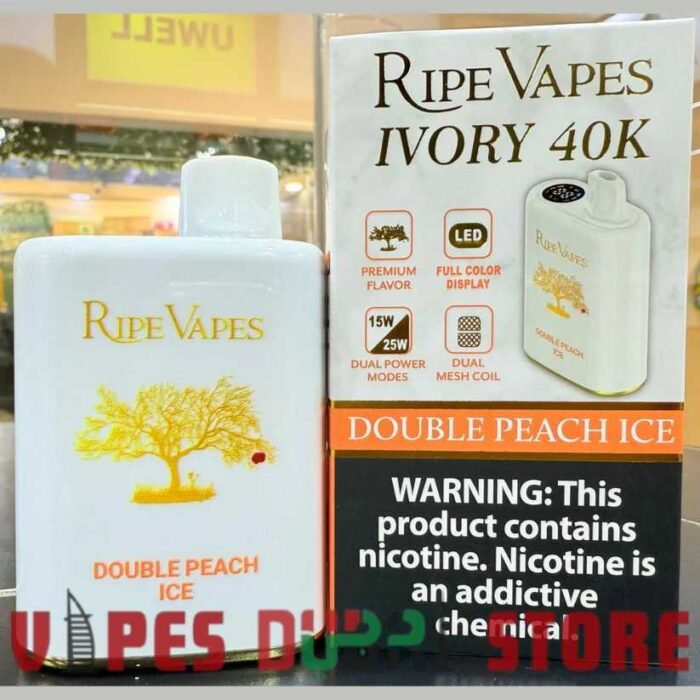 UWELL
RIPE VAPES
DOUBLE PEACH
ICE
RIPE VAPES
IVORY 40K
PREMIUM
FLAVOR
LED
FULL COLOR
DISPLAY
15W
25W
DUAL POWER
MODES
DUAL
MESH COIL
RIPE VAPES
DOUBLE PEACH
ICE
DOUBLE PEACH ICE
WARNING: This
product contains
nicotine. Nicotine is
an addictive
chemical.
VAPES DUدبي STORE